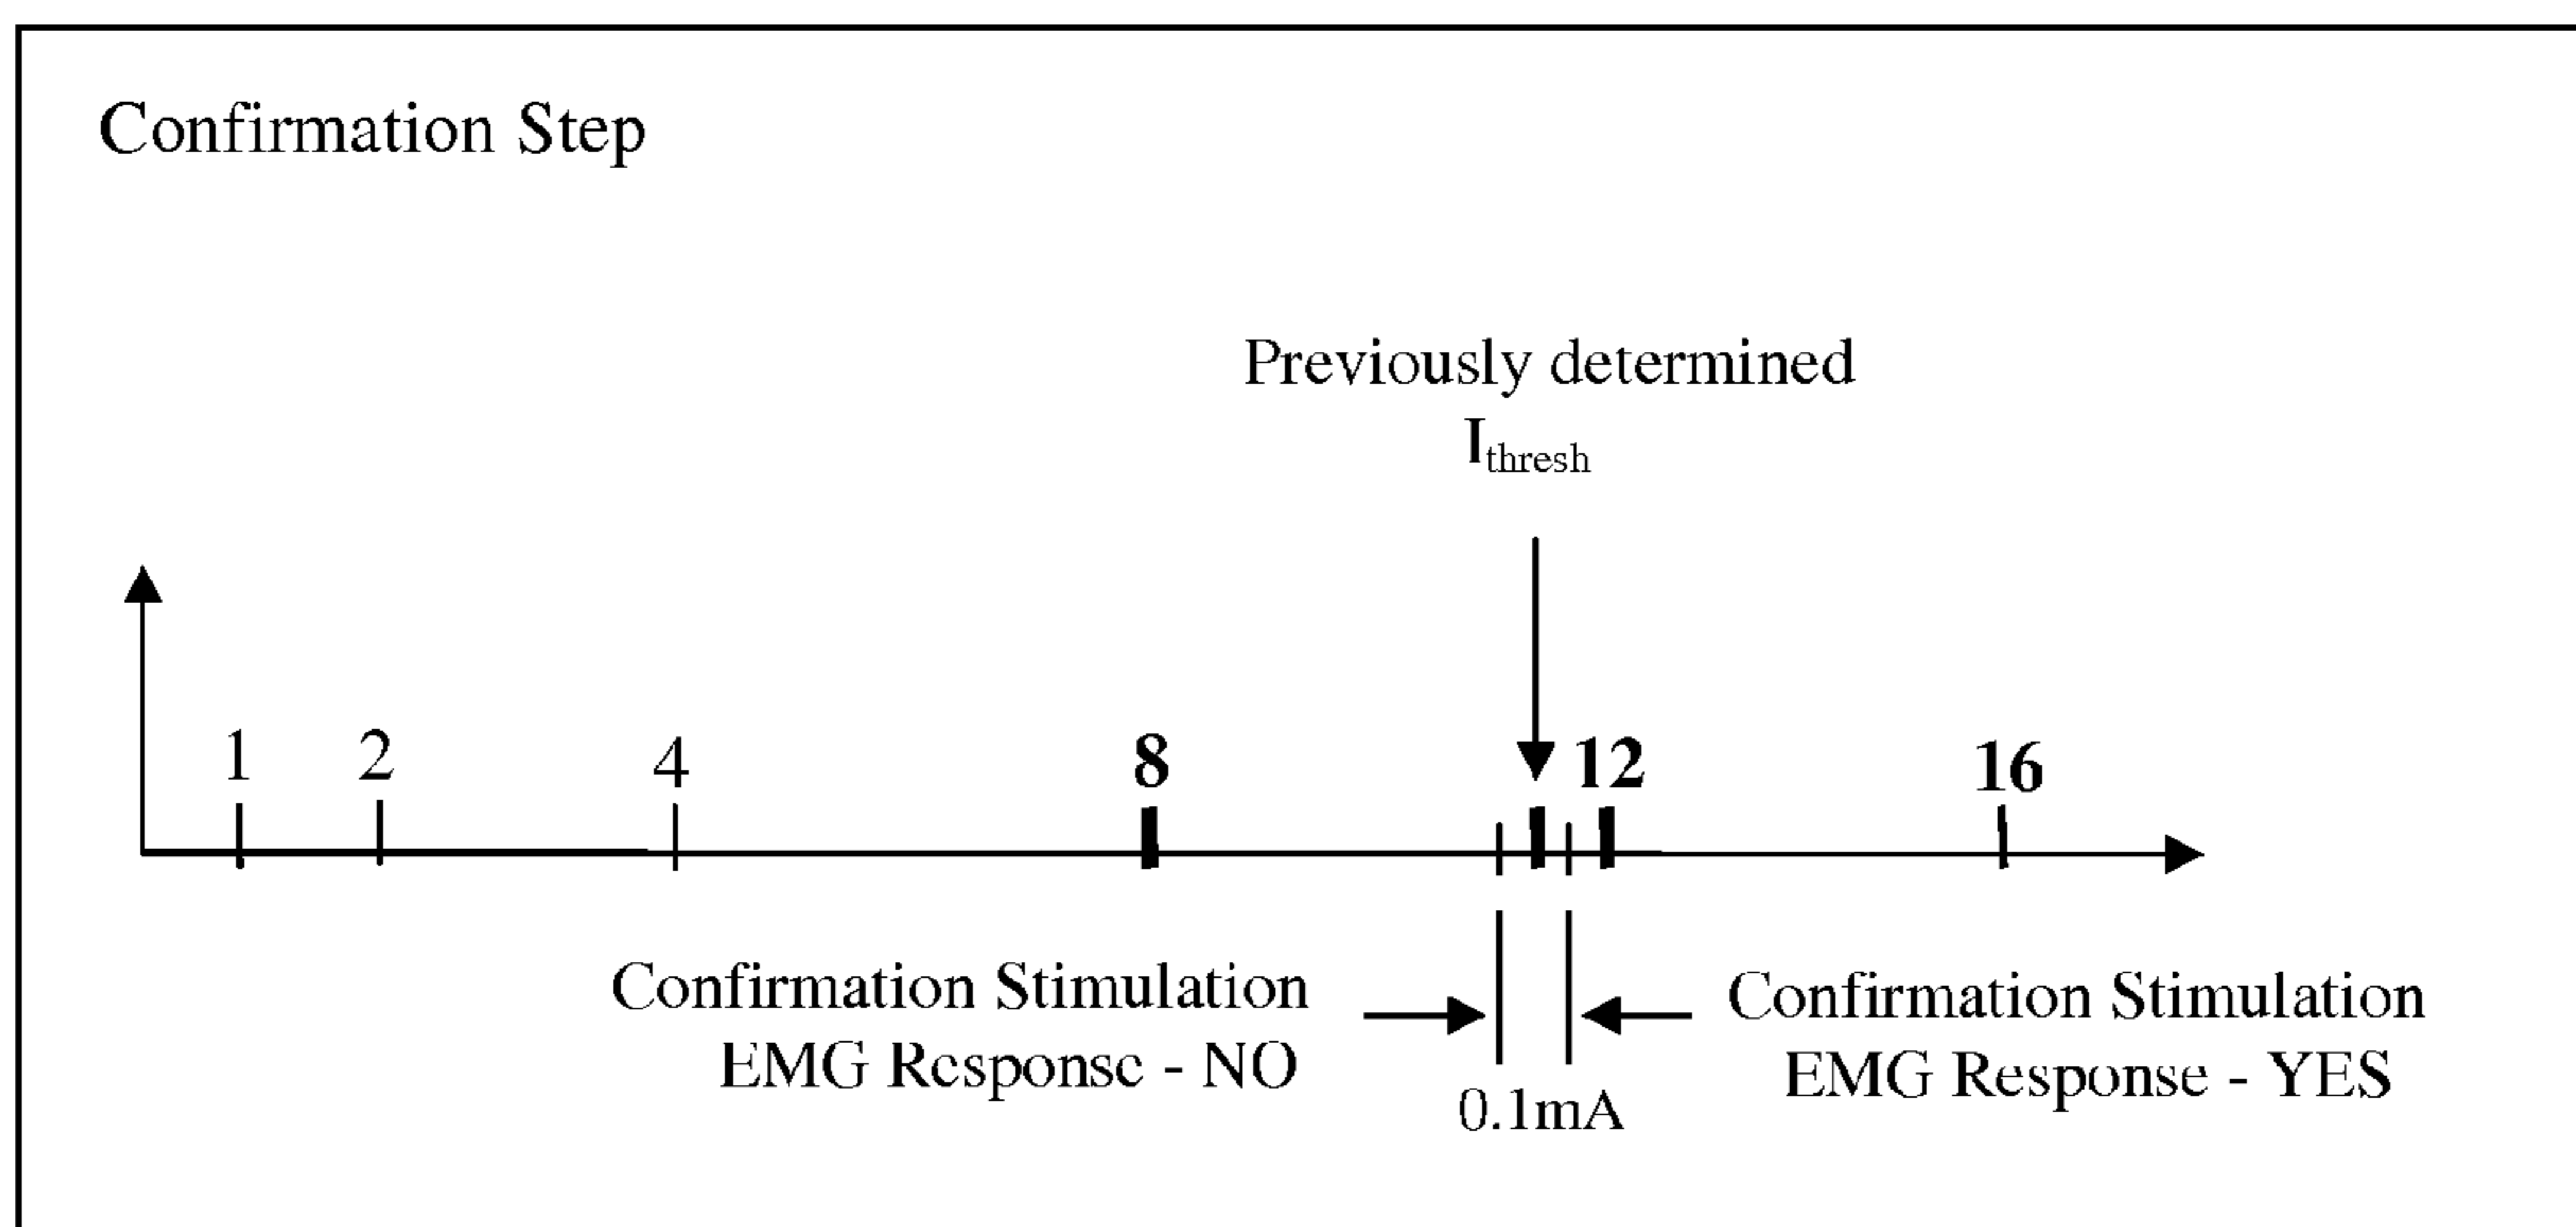 Confirmation Step
Previously determined
I_thresh
1 2 4 8 12 16
Confirmation Stimulation
EMG Response - NO
0.1mA
Confirmation Stimulation
EMG Response - YES